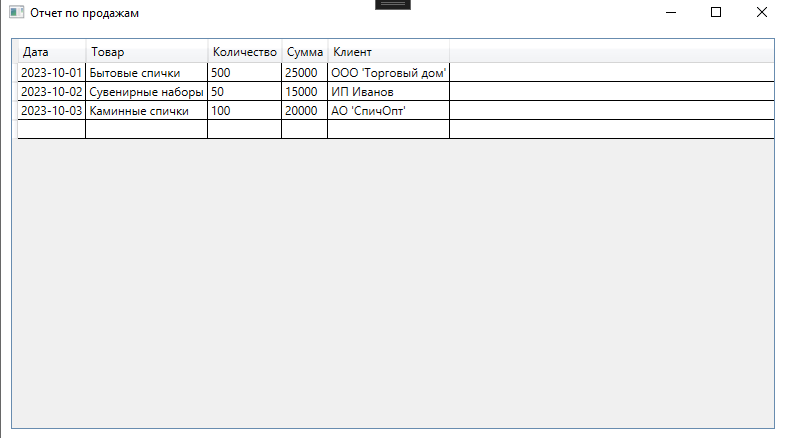 Отчет по продажам
Дата Товар Количество Сумма Клиент
2023-10-01 Бытовые спички 500 25000 ООО 'Торговый дом'
2023-10-02 Сувенирные наборы 50 15000 ИП Иванов
2023-10-03 Каминные спички 100 20000 АО 'СпичОпт'